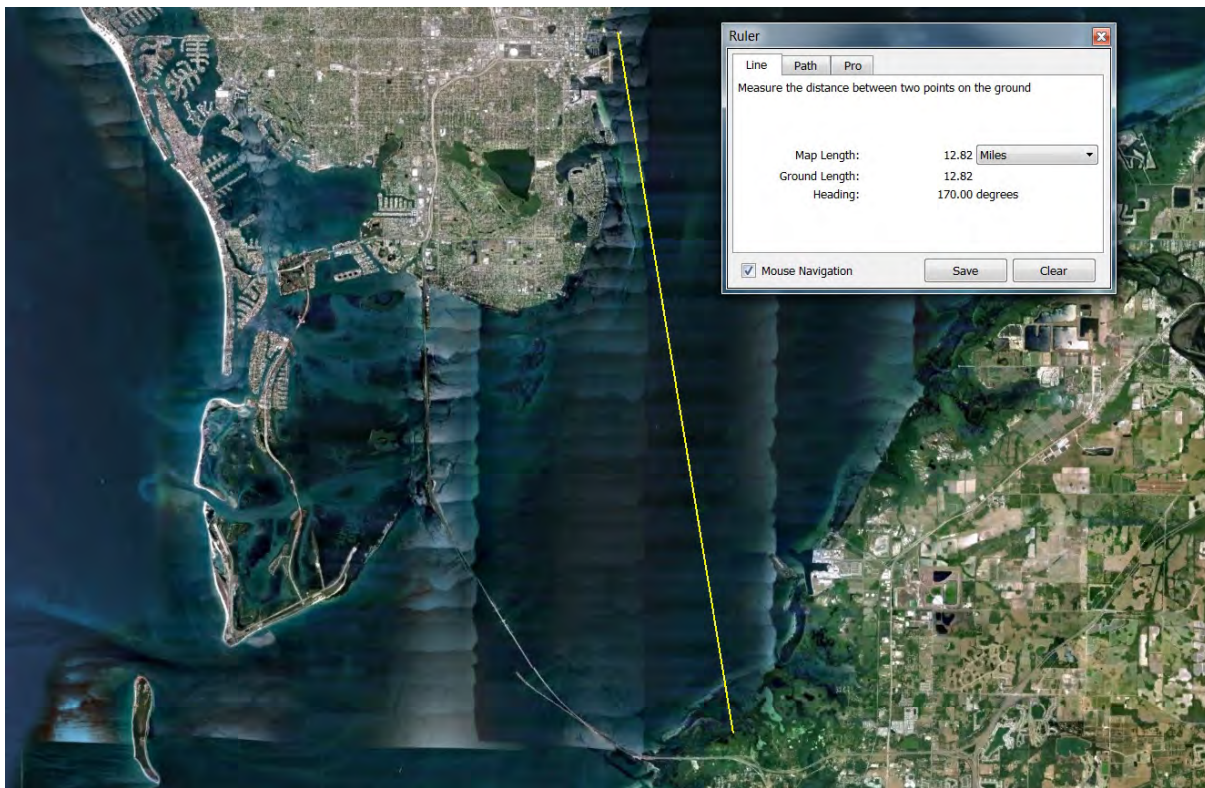 Ruler
Line Path Pro
Measure the distance between two points on the ground
Map Length: 12.82 Miles
Ground Length: 12.82
Heading: 170.00 degrees
Mouse Navigation Save Clear